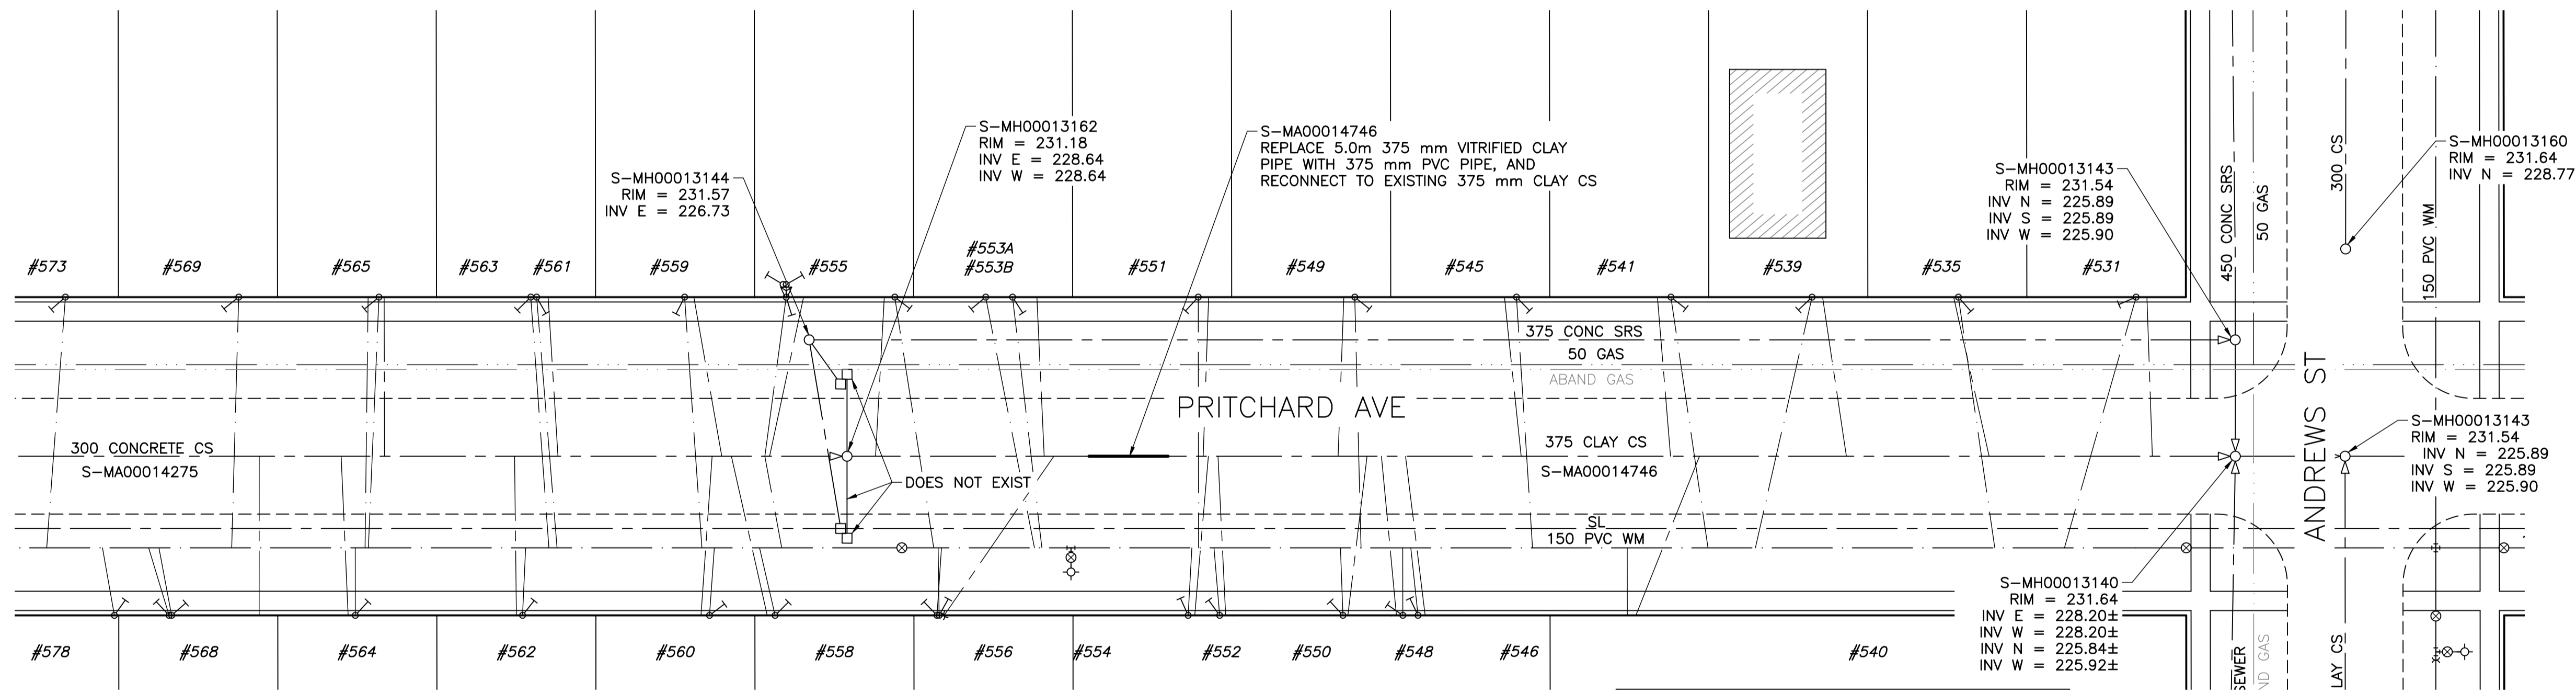 S-MH00013144
RIM = 231.57
INV E = 226.73
S-MH00013162
RIM = 231.18
INV E = 228.64
INV W = 228.64
S-MA00014746
REPLACE 5.0m 375 mm VITRIFIED CLAY
PIPE WITH 375 mm PVC PIPE, AND
RECONNECT TO EXISTING 375 mm CLAY CS
S-MH00013143
RIM = 231.54
INV N = 225.89
INV S = 225.89
INV W = 225.90
450 CONC SRS
50 GAS
300 CS
150 PVC WM
S-MH00013160
RIM = 231.64
INV N = 228.77
#573
#569
#565
#563
#561
#559
#555
#553A
#553B
#551
#549
#545
#541
#539
#535
#531
375 CONC SRS
50 GAS
ABAND GAS
PRITCHARD AVE
ANDREWS ST
300 CONCRETE CS
S-MA00014275
DOES NOT EXIST
375 CLAY CS
S-MA00014746
S-MH00013143
RIM = 231.54
INV N = 225.89
INV S = 225.89
INV W = 225.90
SL
150 PVC WM
S-MH00013140
RIM = 231.64
INV E = 228.20±
INV W = 228.20±
INV N = 225.84±
INV W = 225.92±
#578
#568
#564
#562
#560
#558
#556
#554
#552
#550
#548
#546
#540
SEWER
ND GAS
LAY CS